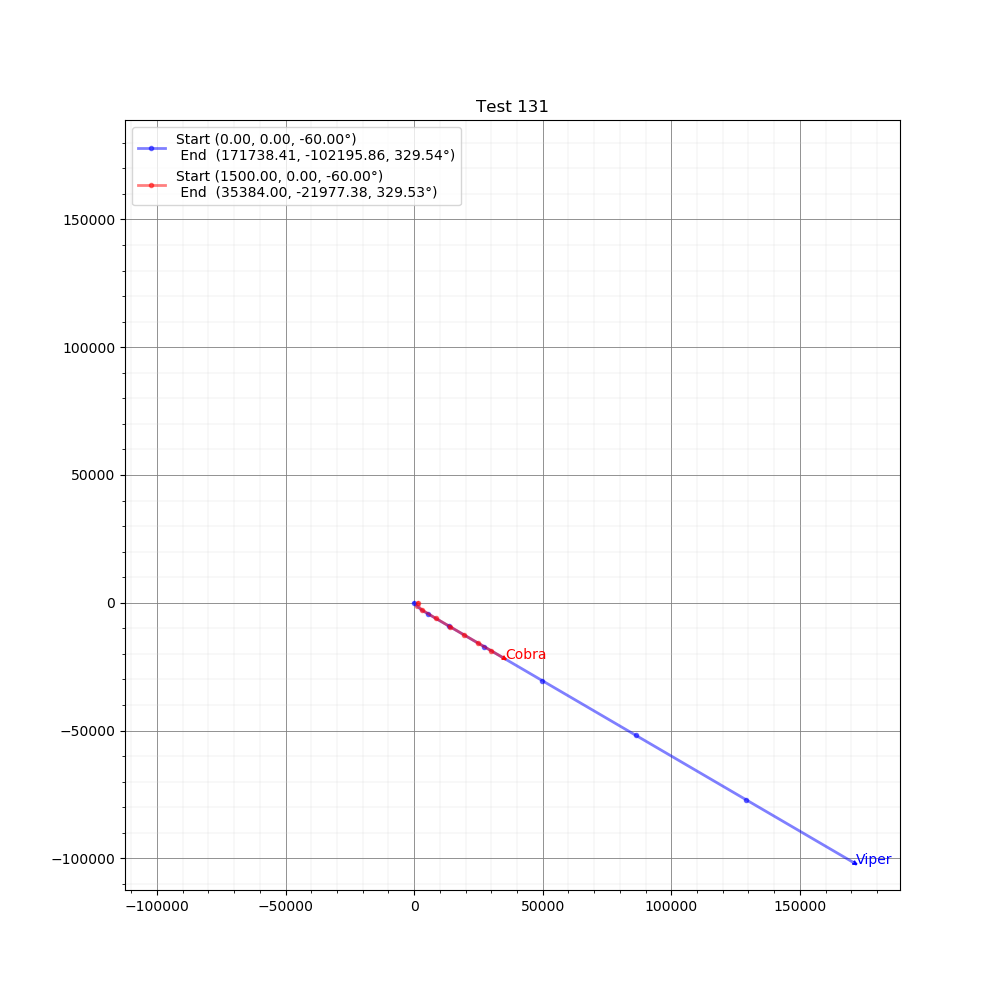 Test 131
Start (0.00, 0.00, -60.00°)
End  (171738.41, -102195.86, 329.54°)
Start (1500.00, 0.00, -60.00°)
End  (35384.00, -21977.38, 329.53°)
150000
100000
50000
0
−50000
−100000
Cobra
Viper
−100000
−50000
0
50000
100000
150000